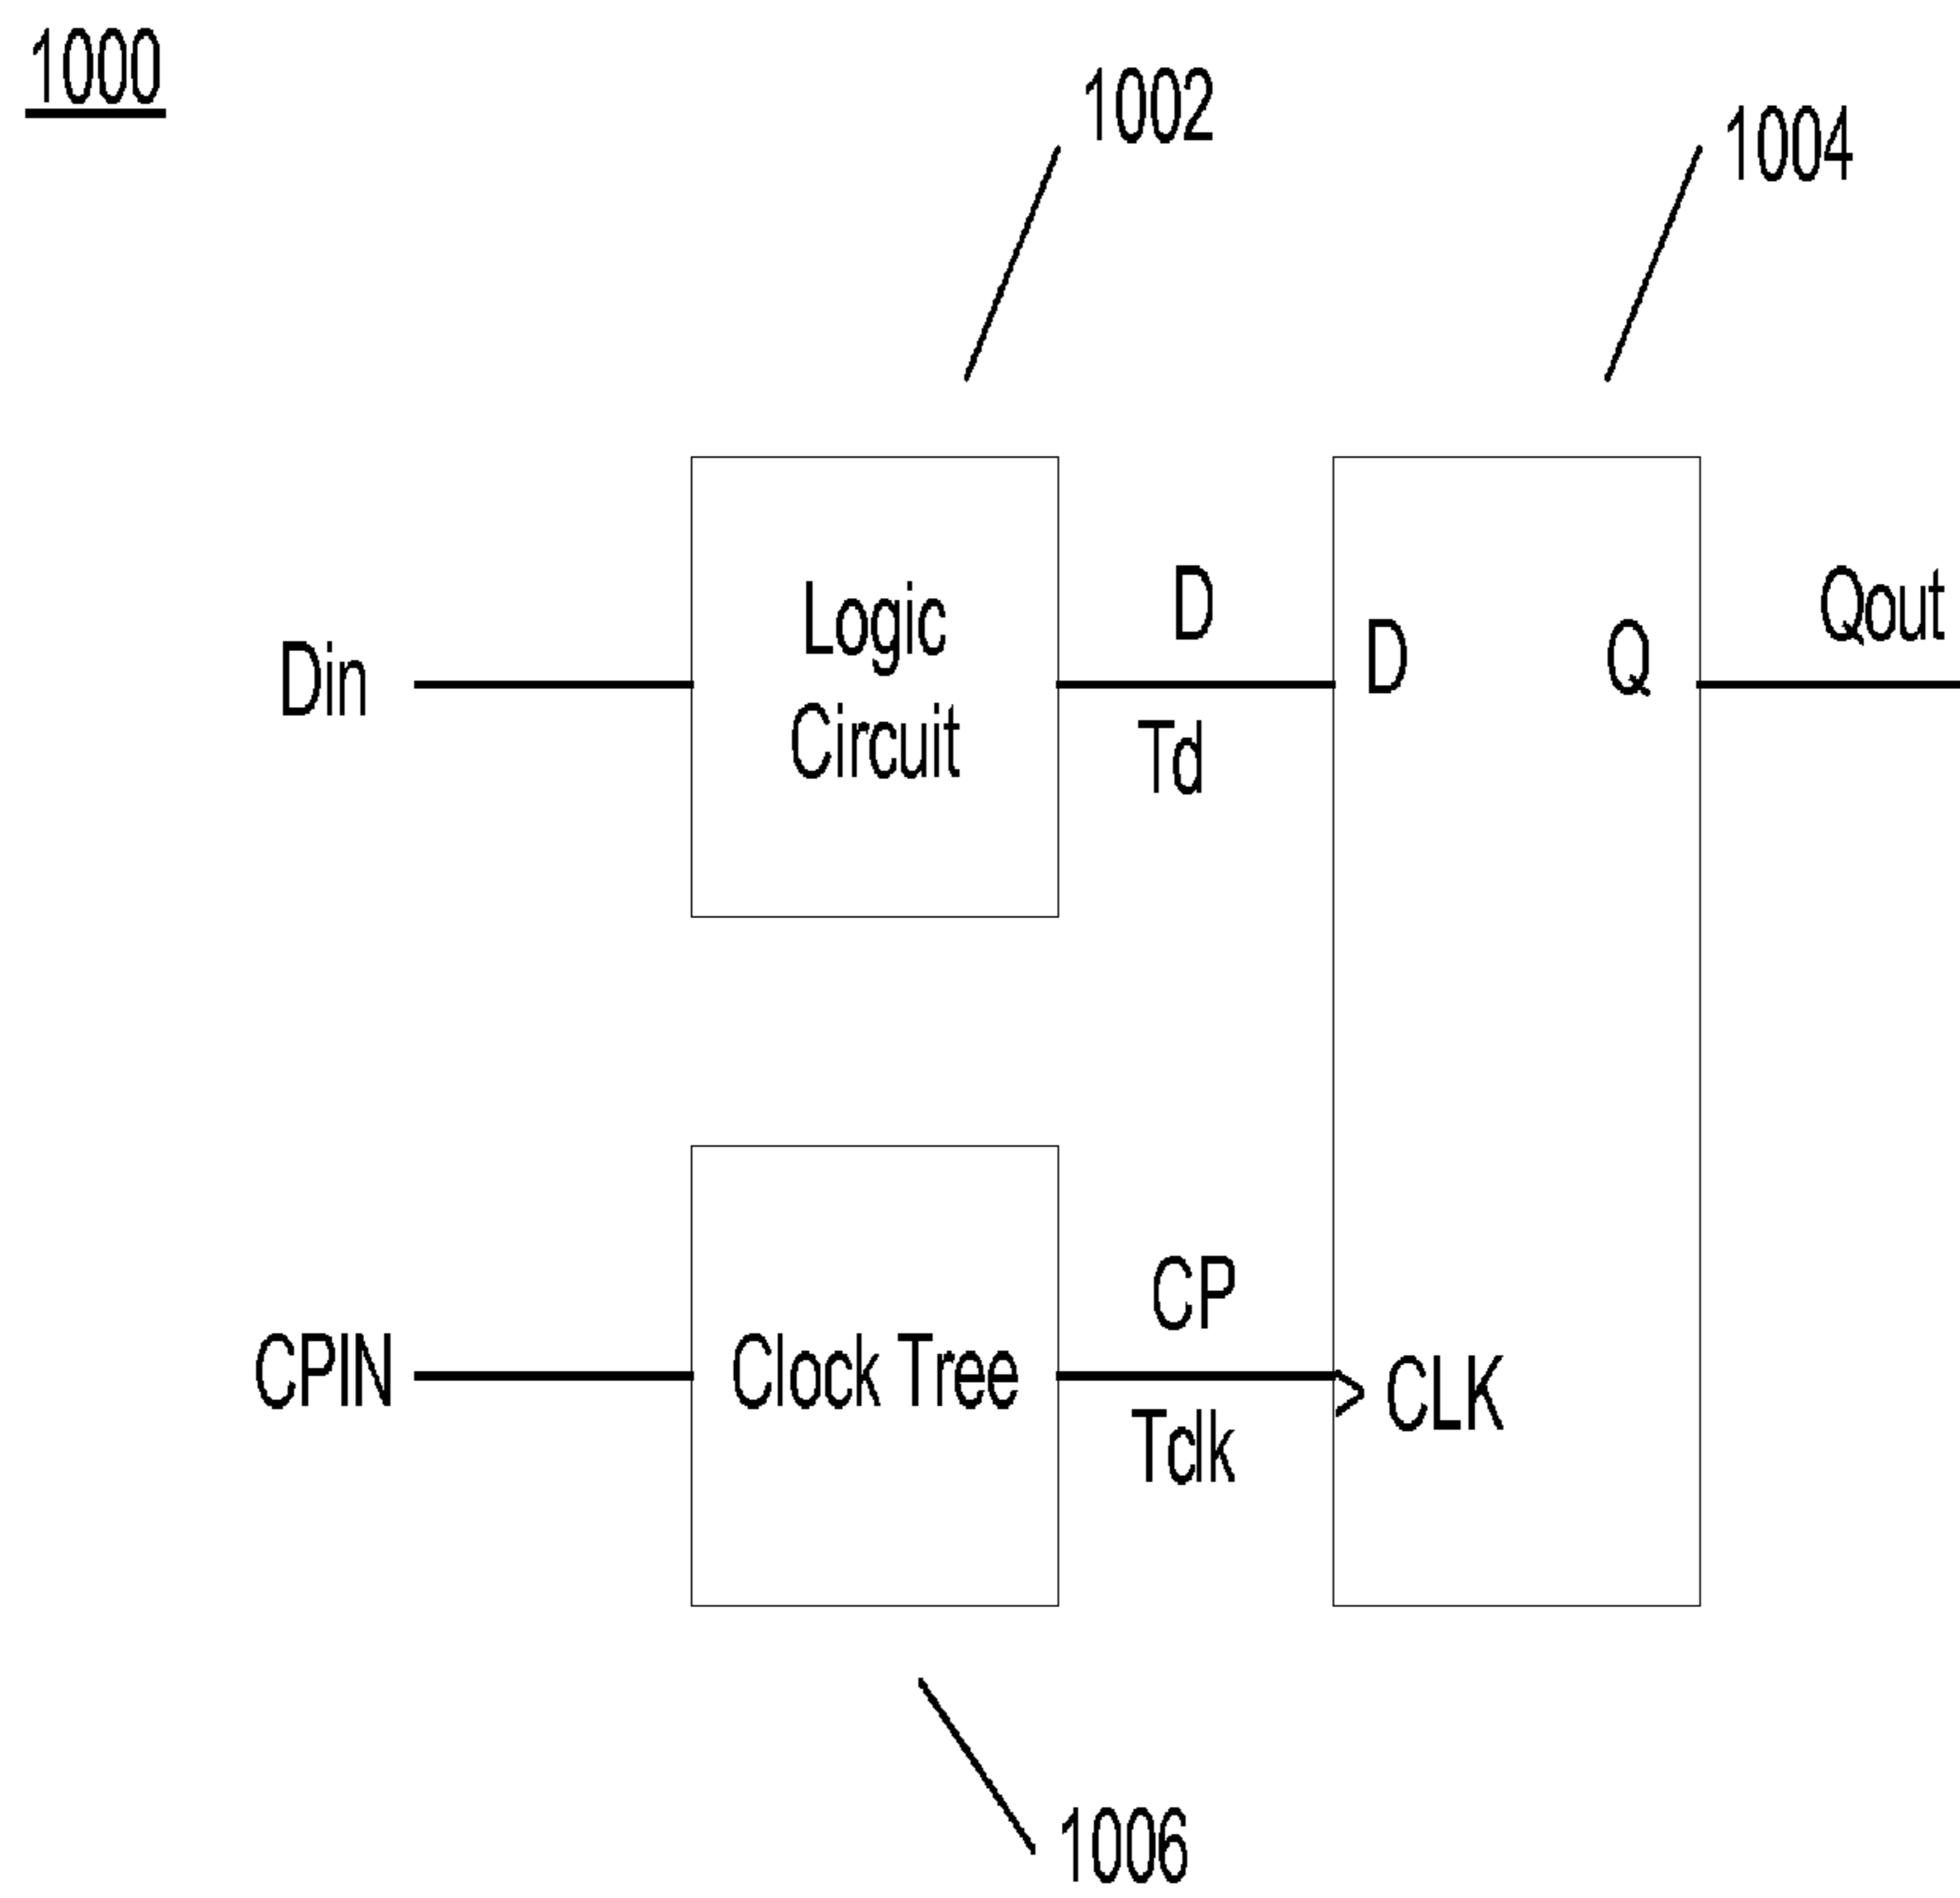 1000
1002
1004
Din
Logic
Circuit
D
Td
D
Q
Qout
CPIN
Clock Tree
CP
Tclk
CLK
1006